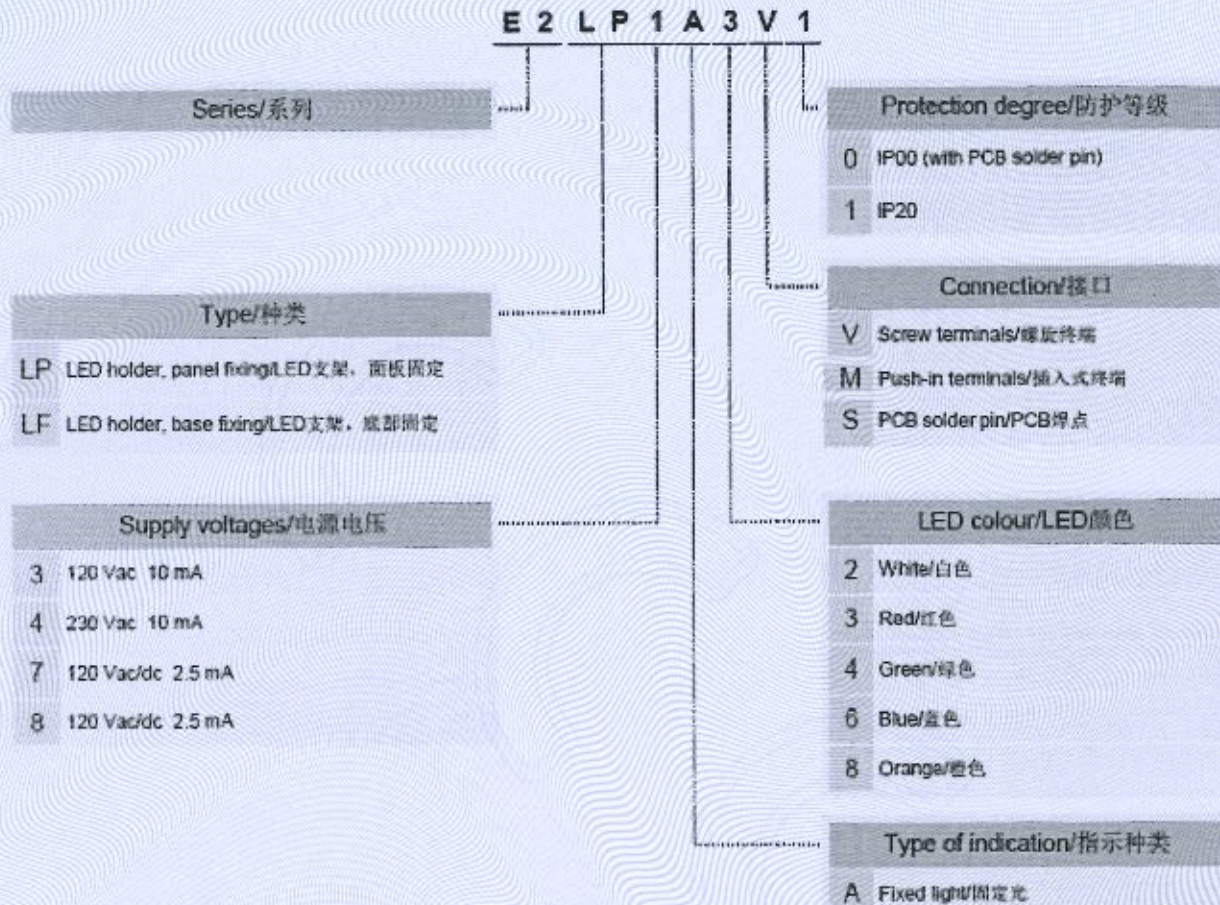 E 2 L P 1 A 3 V 1
Series/系列
Type/种类
LP LED holder, panel fixing/LED支架，面板固定
LF LED holder, base fixing/LED支架，底部固定
Supply voltages/电源电压
3 120 Vac 10 mA
4 230 Vac 10 mA
7 120 Vac/dc 2.5 mA
8 120 Vac/dc 2.5 mA
Protection degree/防护等级
0 IP00 (with PCB solder pin)
1 IP20
Connection/接口
V Screw terminals/螺旋终端
M Push-in terminals/插入式终端
S PCB solder pin/PCB焊点
LED colour/LED颜色
2 White/白色
3 Red/红色
4 Green/绿色
6 Blue/蓝色
8 Orange/橙色
Type of indication/指示种类
A Fixed light/固定光